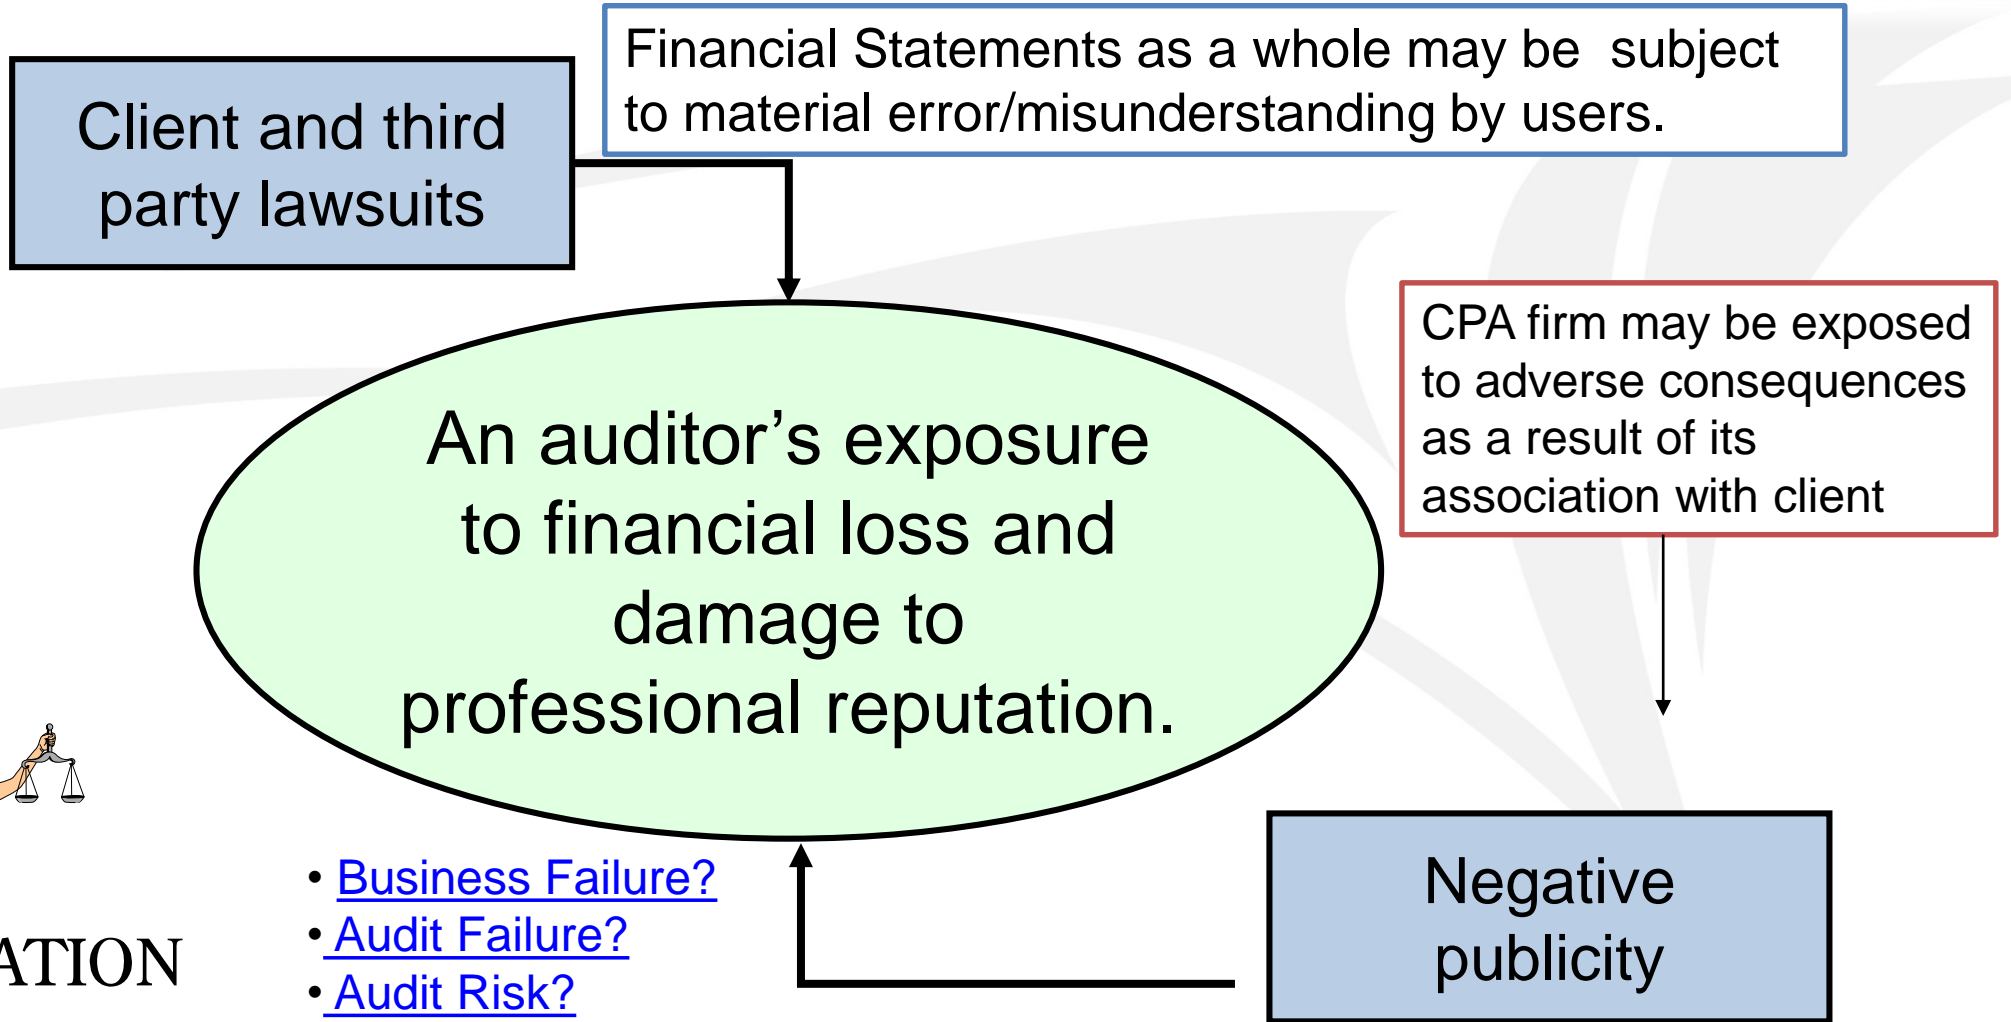 Financial Statements as a whole may be subject
to material error/misunderstanding by users.
Client and third
party lawsuits
CPA firm may be exposed
to adverse consequences
as a result of its
association with client
An auditor’s exposure
to financial loss and
damage to
professional reputation.
• Business Failure?
• Audit Failure?
• Audit Risk?
Negative
publicity
ATION